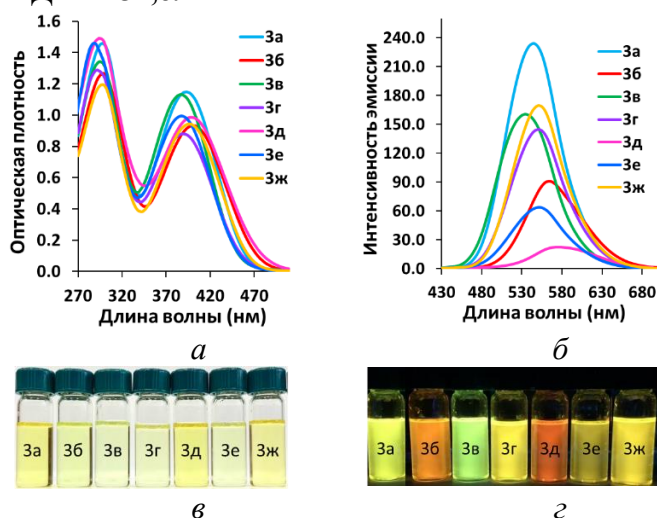 1.6
1.4
1.2
1.0
0.8
0.6
0.4
0.2
0.0
Оптическая плотность
3а
3б
3в
3г
3д
3е
3ж
270 320 370 420 470
Длина волны (нм)
а
240.0
210.0
180.0
150.0
120.0
90.0
60.0
30.0
0.0
Интенсивность эмиссии
3а
3б
3в
3г
3д
3е
3ж
430 480 530 580 630 680
Длина волны (нм)
б
3а 3б 3в 3г 3д 3е 3ж
в
3а 3б 3в 3г 3д 3е 3ж
г